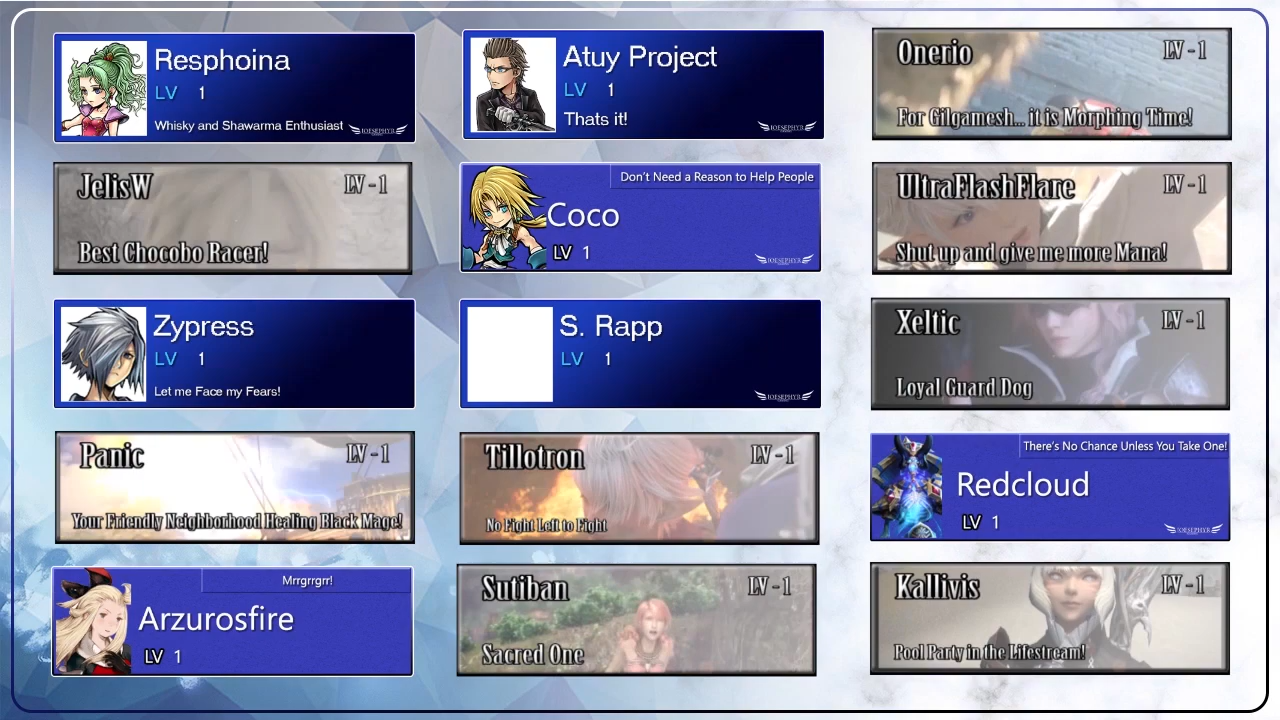 Resphoina
LV 1
Whisky and Shawarma Enthusiast
JOESEPHYR
Atuy Project
LV 1
Thats it!
JOESEPHYR
Onerio
LV - 1
For Gilgamesh... it is Morphing Time!
JelisW
LV - 1
Best Chocobo Racer!
Don't Need a Reason to Help People
Coco
LV 1
JOESEPHYR
UltraFlashFlare
LV - 1
Shut up and give me more Mana!
Zypress
LV 1
Let me Face my Fears!
S. Rapp
LV 1
JOESEPHYR
Xeltic
LV - 1
Loyal Guard Dog
Panic
LV - 1
Your Friendly Neighborhood Healing Black Mage!
Tillotron
LV - 1
No Fight Left to Fight
There's No Chance Unless You Take One!
Redcloud
LV 1
JOESEPHYR
Mrrgrrgrr!
Arzurosfire
LV 1
Sutiban
LV - 1
Sacred One
Kallivis
LV - 1
Pool Party in the Lifestream!